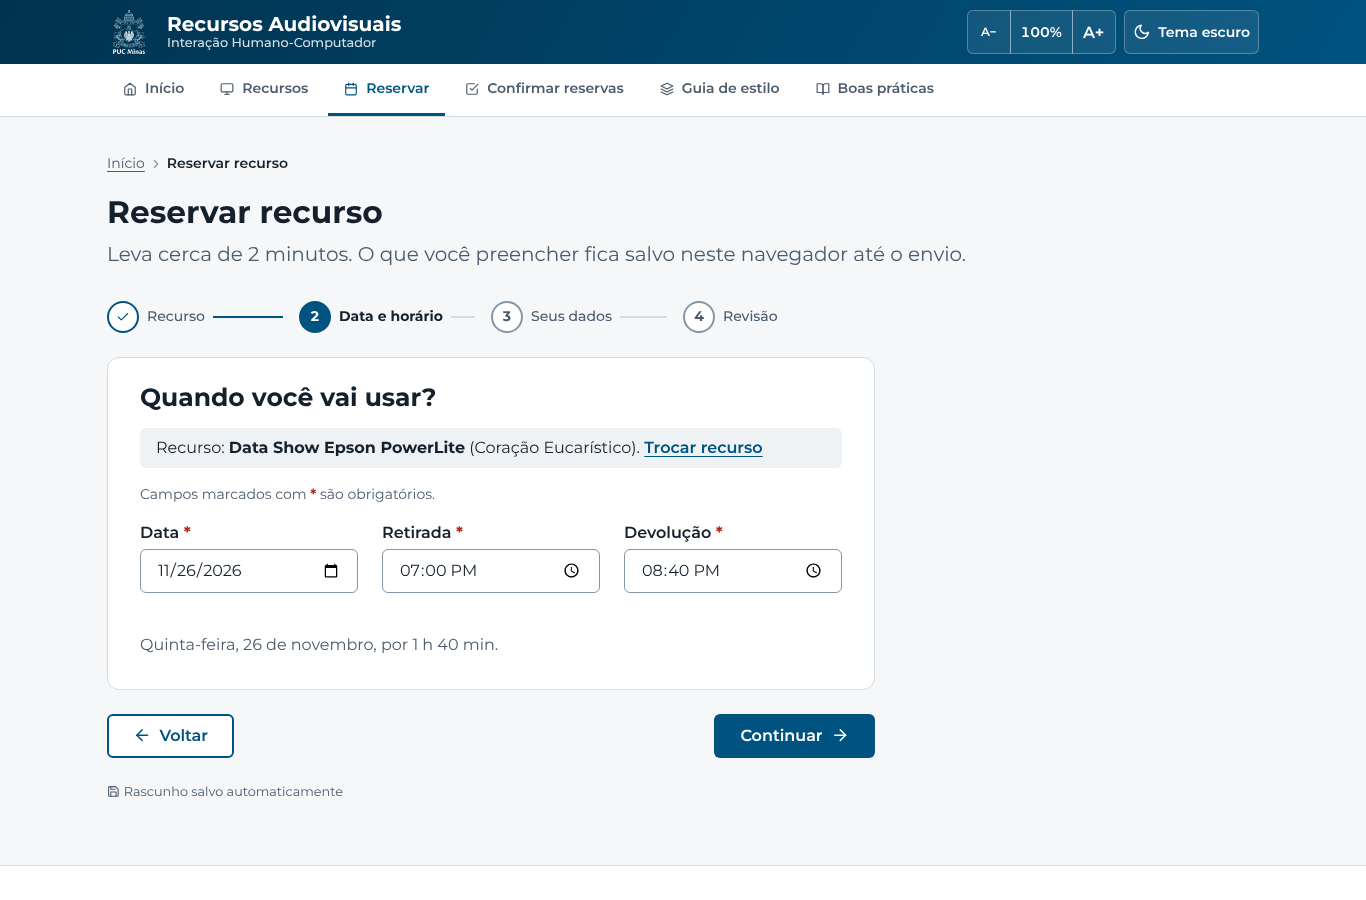 PUC Minas
Recursos Audiovisuais
Interação Humano-Computador
A−
100%
A+
Tema escuro
Início
Recursos
Reservar
Confirmar reservas
Guia de estilo
Boas práticas
Início > Reservar recurso
Reservar recurso
Leva cerca de 2 minutos. O que você preencher fica salvo neste navegador até o envio.
Recurso
2 Data e horário
3 Seus dados
4 Revisão
Quando você vai usar?
Recurso: Data Show Epson PowerLite (Coração Eucarístico). Trocar recurso
Campos marcados com * são obrigatórios.
Data *
Retirada *
Devolução *
11/26/2026
07:00 PM
08:40 PM
Quinta-feira, 26 de novembro, por 1 h 40 min.
Voltar
Continuar
Rascunho salvo automaticamente